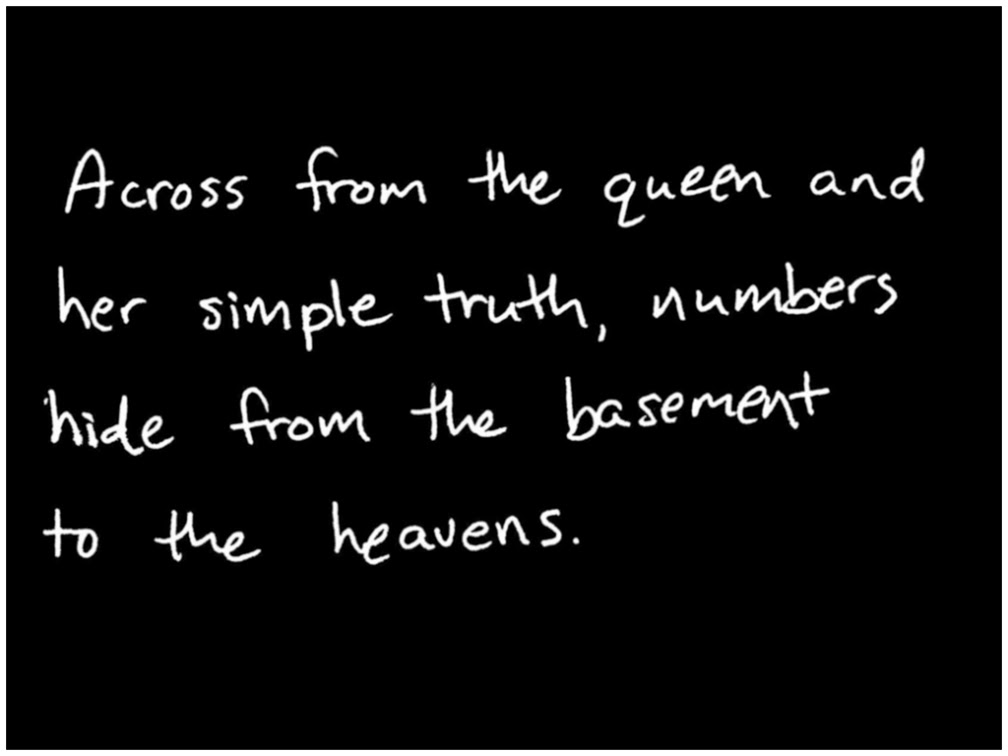 Across from the queen and
her simple truth, numbers
hide from the basement
to the heavens.